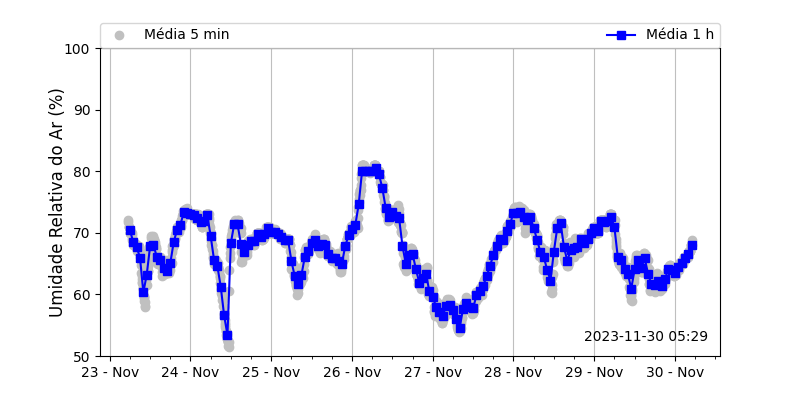 Média 5 min
Média 1 h
Umidade Relativa do Ar (%)
100
90
80
70
60
50
2023-11-30 05:29
23 - Nov
24 - Nov
25 - Nov
26 - Nov
27 - Nov
28 - Nov
29 - Nov
30 - Nov